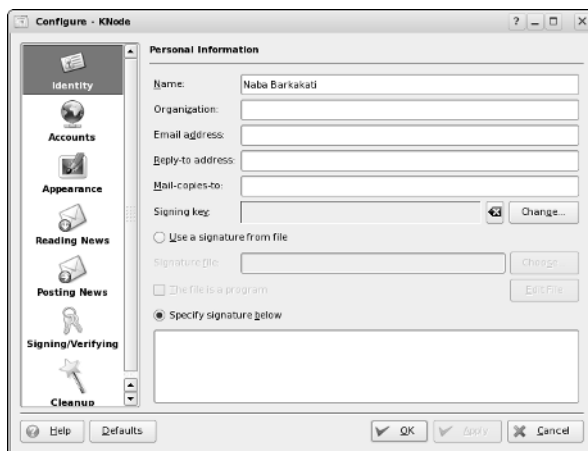 Configure - KNode
Identity
Accounts
Appearance
Reading News
Posting News
Signing/Verifying
Cleanup
Personal Information
Name: Naba Barkakati
Organization:
Email address:
Reply-to address:
Mail-copies-to:
Signing key: Change...
Use a signature from file
Signature file: Choose...
The file is a program Edit File
Specify signature below
Help Defaults OK Apply Cancel